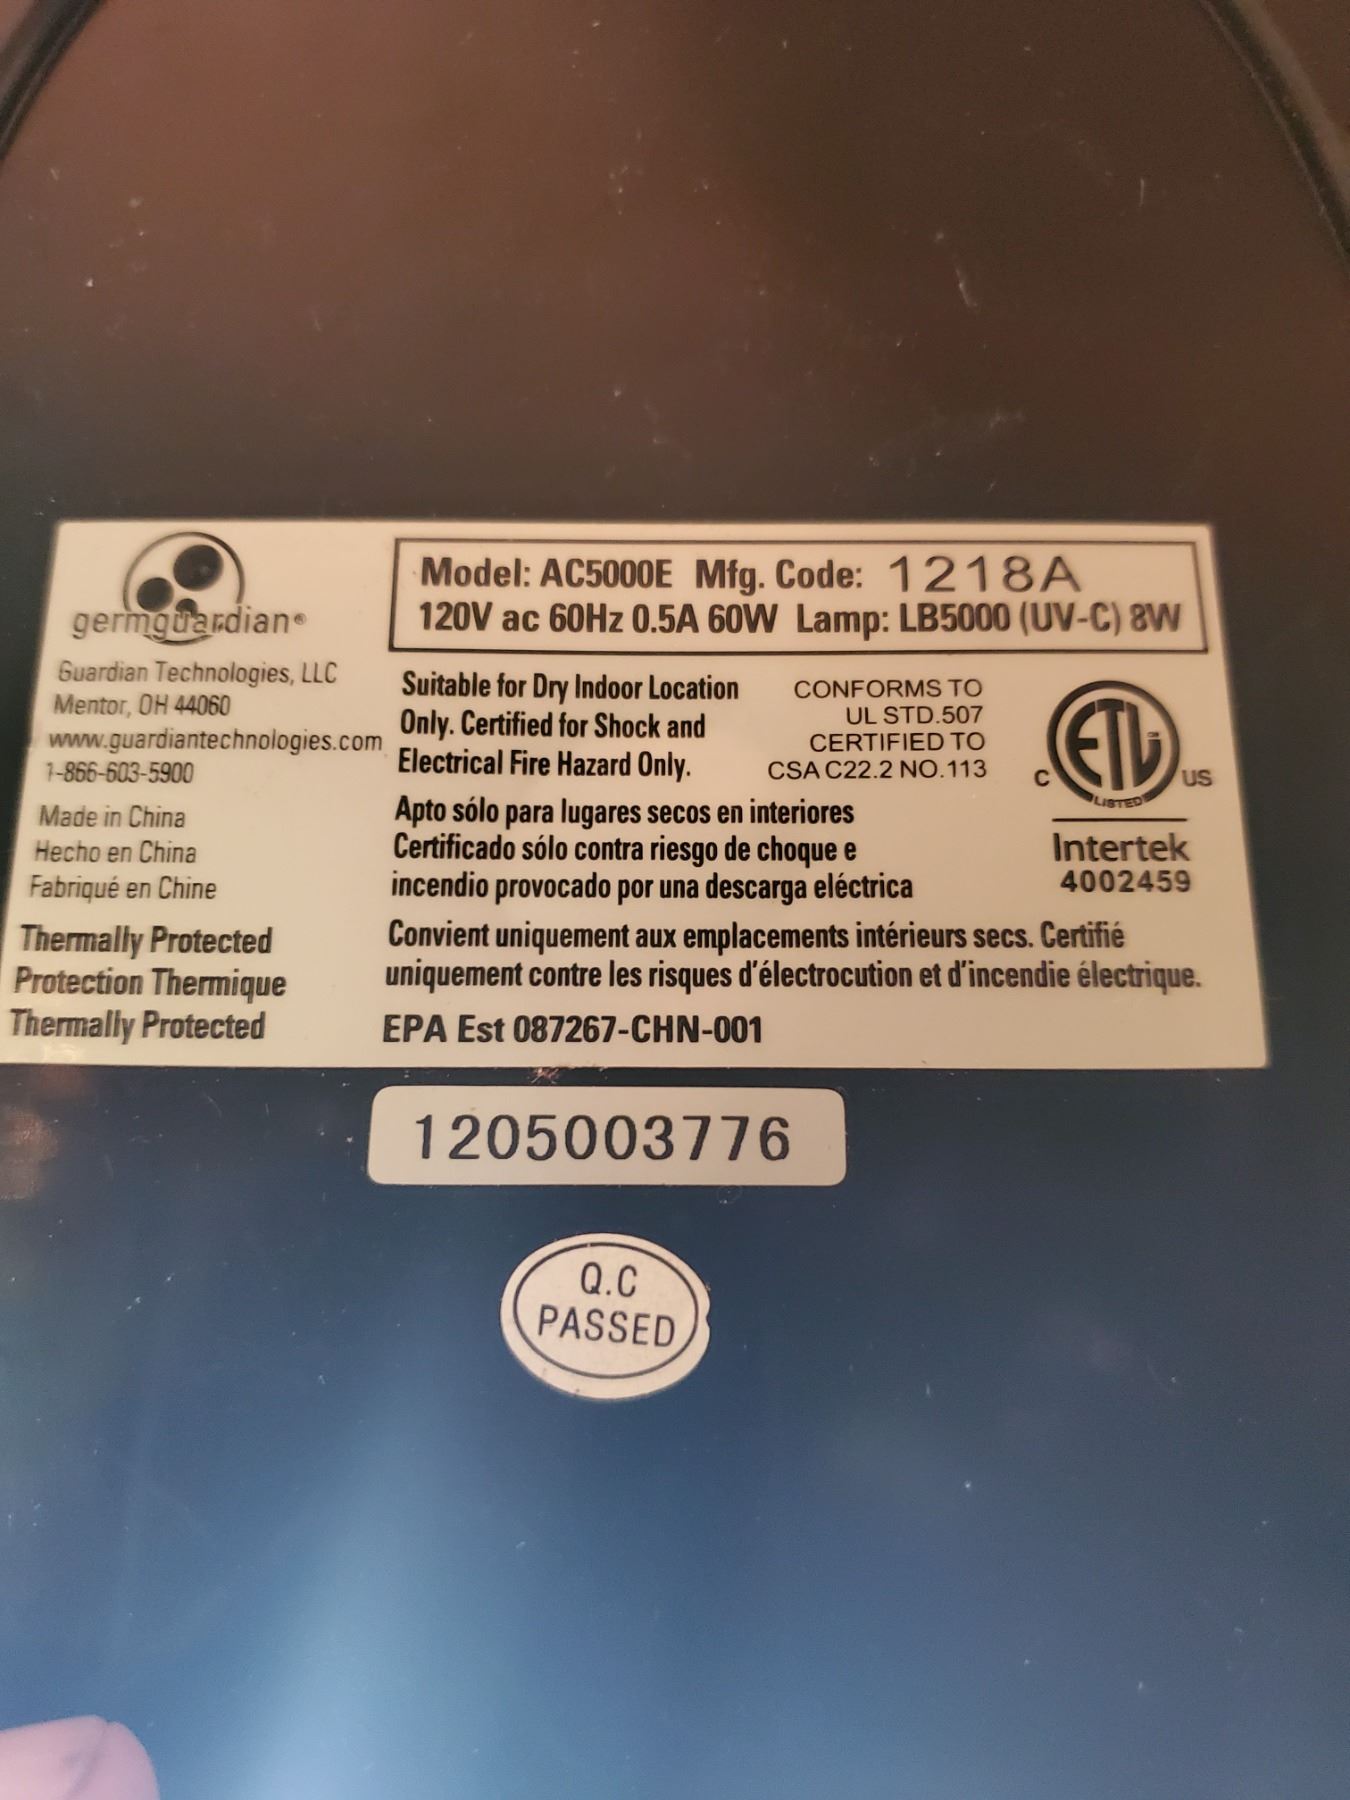 germguardian®
Guardian Technologies, LLC
Mentor, OH 44060
www.guardiantechnologies.com
1-866-603-5900
Made in China
Hecho en China
Fabriqué en Chine
Thermally Protected
Protection Thermique
Thermally Protected
Model: AC5000E Mfg. Code: 1218A
120V ac 60Hz 0.5A 60W Lamp: LB5000 (UV-C) 8W
Suitable for Dry Indoor Location
Only. Certified for Shock and
Electrical Fire Hazard Only.
CONFORMS TO
UL STD.507
CERTIFIED TO
CSA C22.2 NO.113
C ETL US
LISTED
Intertek
4002459
Apto sólo para lugares secos en interiores
Certificado sólo contra riesgo de choque e
incendio provocado por una descarga eléctrica
Convient uniquement aux emplacements intérieurs secs. Certifié
uniquement contre les risques d'électrocution et d'incendie électrique.
EPA Est 087267-CHN-001
1205003776
Q.C
PASSED